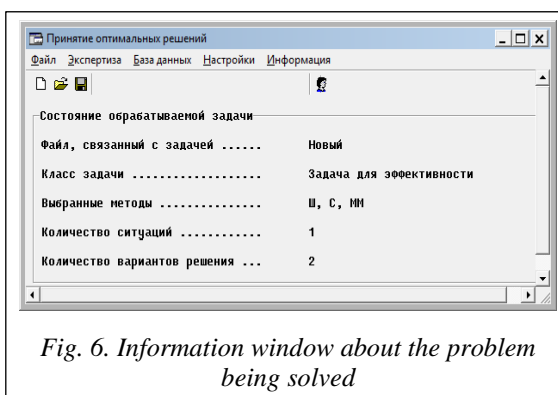 Принятие оптимальных решений
Файл Экспертиза База данных Настройки Информация
Состояние обрабатываемой задачи
Файл, связанный с задачей ...... Новый
Класс задачи ................... Задача для эффективности
Выбранные методы ............... Ш, С, ММ
Количество ситуаций ............ 1
Количество вариантов решения ... 2
Fig. 6. Information window about the problem
being solved